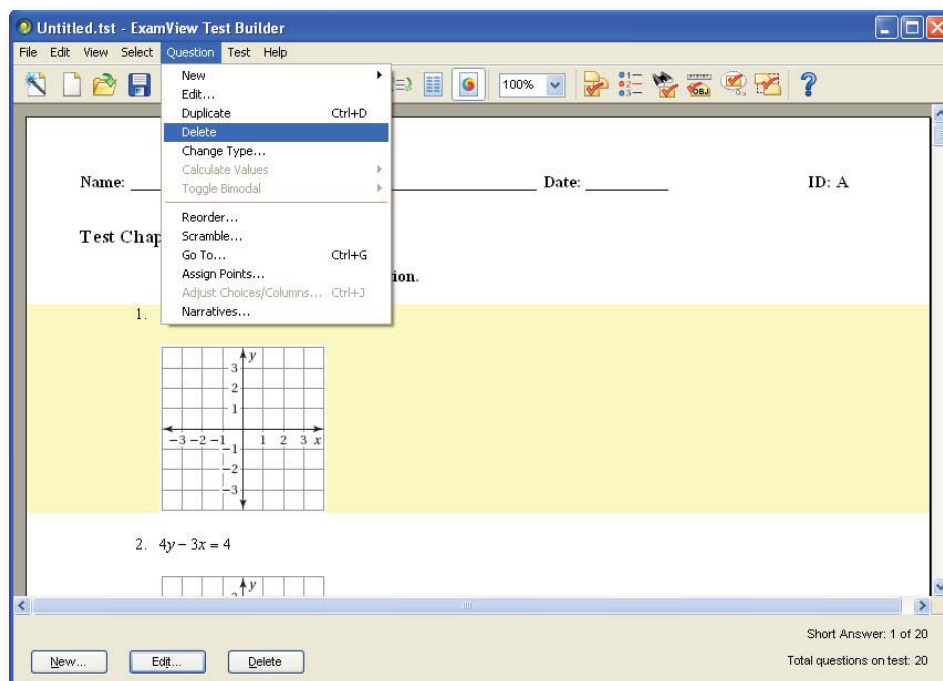 Untitled.tst - ExamView Test Builder
File Edit View Select Question Test Help
100%
New
Edit...
Duplicate Ctrl+D
Delete
Change Type...
Calculate Values
Toggle Bimodal
Reorder...
Scramble...
Go To... Ctrl+G
Assign Points...
Adjust Choices/Columns... Ctrl+J
Narratives...
Name: Date: ID: A
Test Chap
ion.
1.
y
3
2
1
-3 -2 -1 1 2 3 x
-1
-2
-3
2. 4y − 3x = 4
y
Short Answer: 1 of 20
New... Edit... Delete Total questions on test: 20